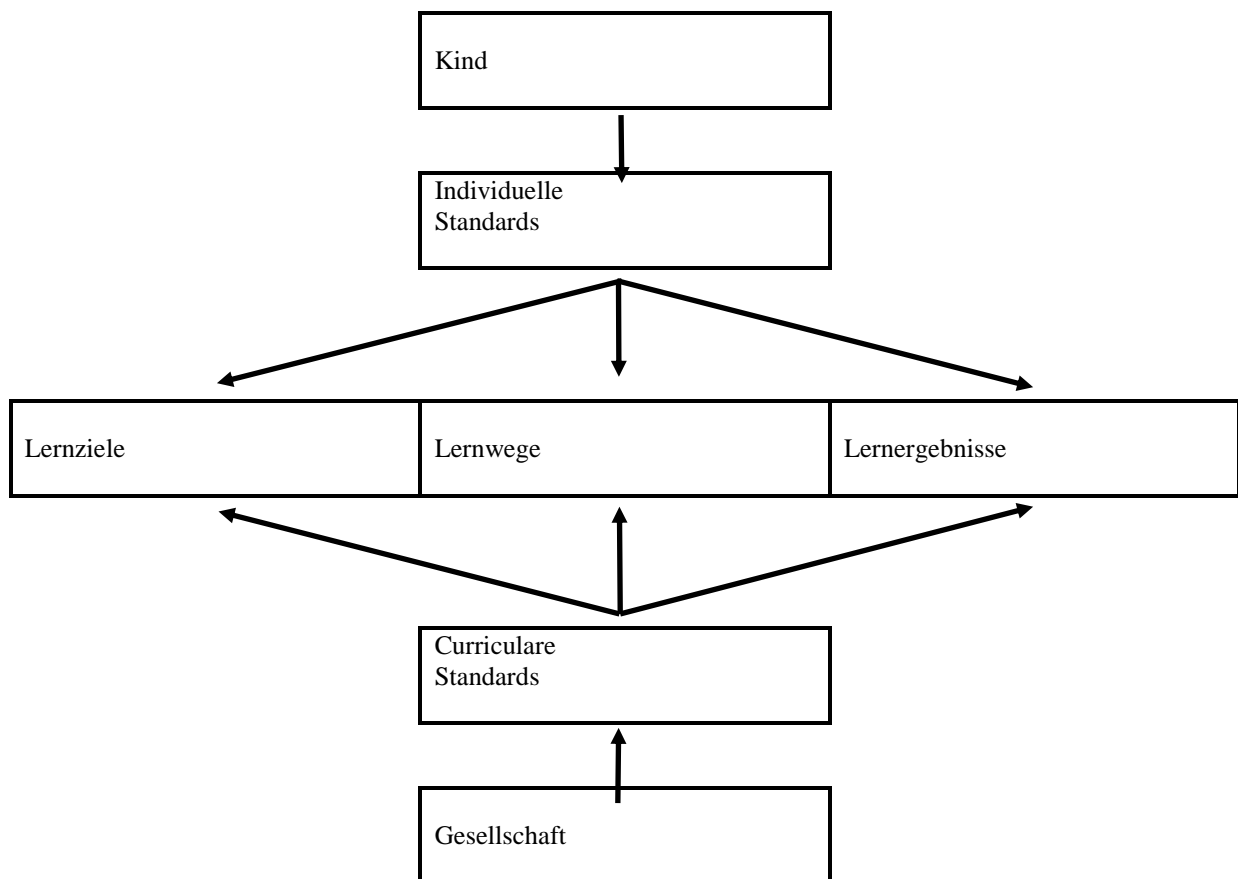 Kind
Individuelle
Standards
Lernziele
Lernwege
Lernergebnisse
Curriculare
Standards
Gesellschaft